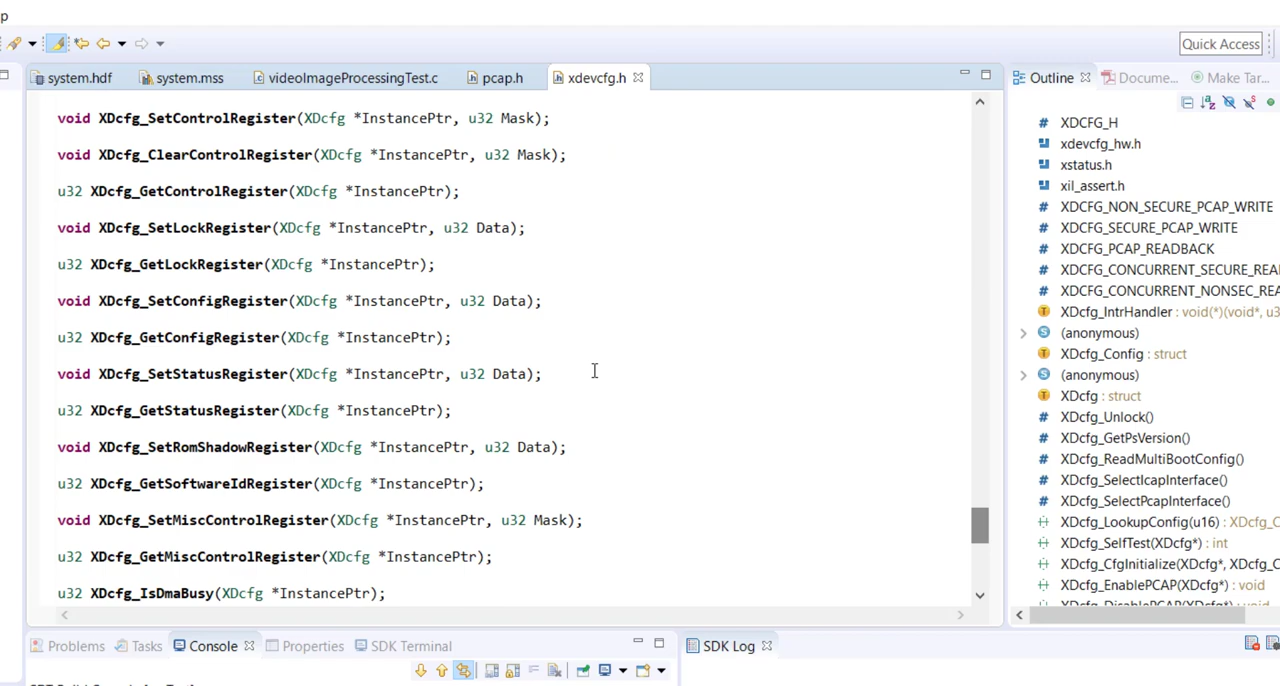 p
Quick Access
system.hdf system.mss videoImageProcessingTest.c pcap.h xdevcfg.h
void XDcfg_SetControlRegister(XDcfg *InstancePtr, u32 Mask);
void XDcfg_ClearControlRegister(XDcfg *InstancePtr, u32 Mask);
u32 XDcfg_GetControlRegister(XDcfg *InstancePtr);
void XDcfg_SetLockRegister(XDcfg *InstancePtr, u32 Data);
u32 XDcfg_GetLockRegister(XDcfg *InstancePtr);
void XDcfg_SetConfigRegister(XDcfg *InstancePtr, u32 Data);
u32 XDcfg_GetConfigRegister(XDcfg *InstancePtr);
void XDcfg_SetStatusRegister(XDcfg *InstancePtr, u32 Data);
u32 XDcfg_GetStatusRegister(XDcfg *InstancePtr);
void XDcfg_SetRomShadowRegister(XDcfg *InstancePtr, u32 Data);
u32 XDcfg_GetSoftwareIdRegister(XDcfg *InstancePtr);
void XDcfg_SetMiscControlRegister(XDcfg *InstancePtr, u32 Mask);
u32 XDcfg_GetMiscControlRegister(XDcfg *InstancePtr);
u32 XDcfg_IsDmaBusy(XDcfg *InstancePtr);
Outline Docume... Make Tar...
# XDCFG_H
xdevcfg_hw.h
xstatus.h
xil_assert.h
# XDCFG_NON_SECURE_PCAP_WRITE
# XDCFG_SECURE_PCAP_WRITE
# XDCFG_PCAP_READBACK
# XDCFG_CONCURRENT_SECURE_REA
# XDCFG_CONCURRENT_NONSEC_REA
XDcfg_IntrHandler : void(*)(void*, u3
(anonymous)
XDcfg_Config : struct
(anonymous)
XDcfg : struct
# XDcfg_Unlock()
# XDcfg_GetPsVersion()
# XDcfg_ReadMultiBootConfig()
# XDcfg_SelectIcapInterface()
# XDcfg_SelectPcapInterface()
XDcfg_LookupConfig(u16) : XDcfg_C
XDcfg_SelfTest(XDcfg*) : int
XDcfg_CfgInitialize(XDcfg*, XDcfg_C
XDcfg_EnablePCAP(XDcfg*) : void
XDcfg_DisablePCAP(XDcfg*) : void
Problems Tasks Console Properties SDK Terminal
SDK Log